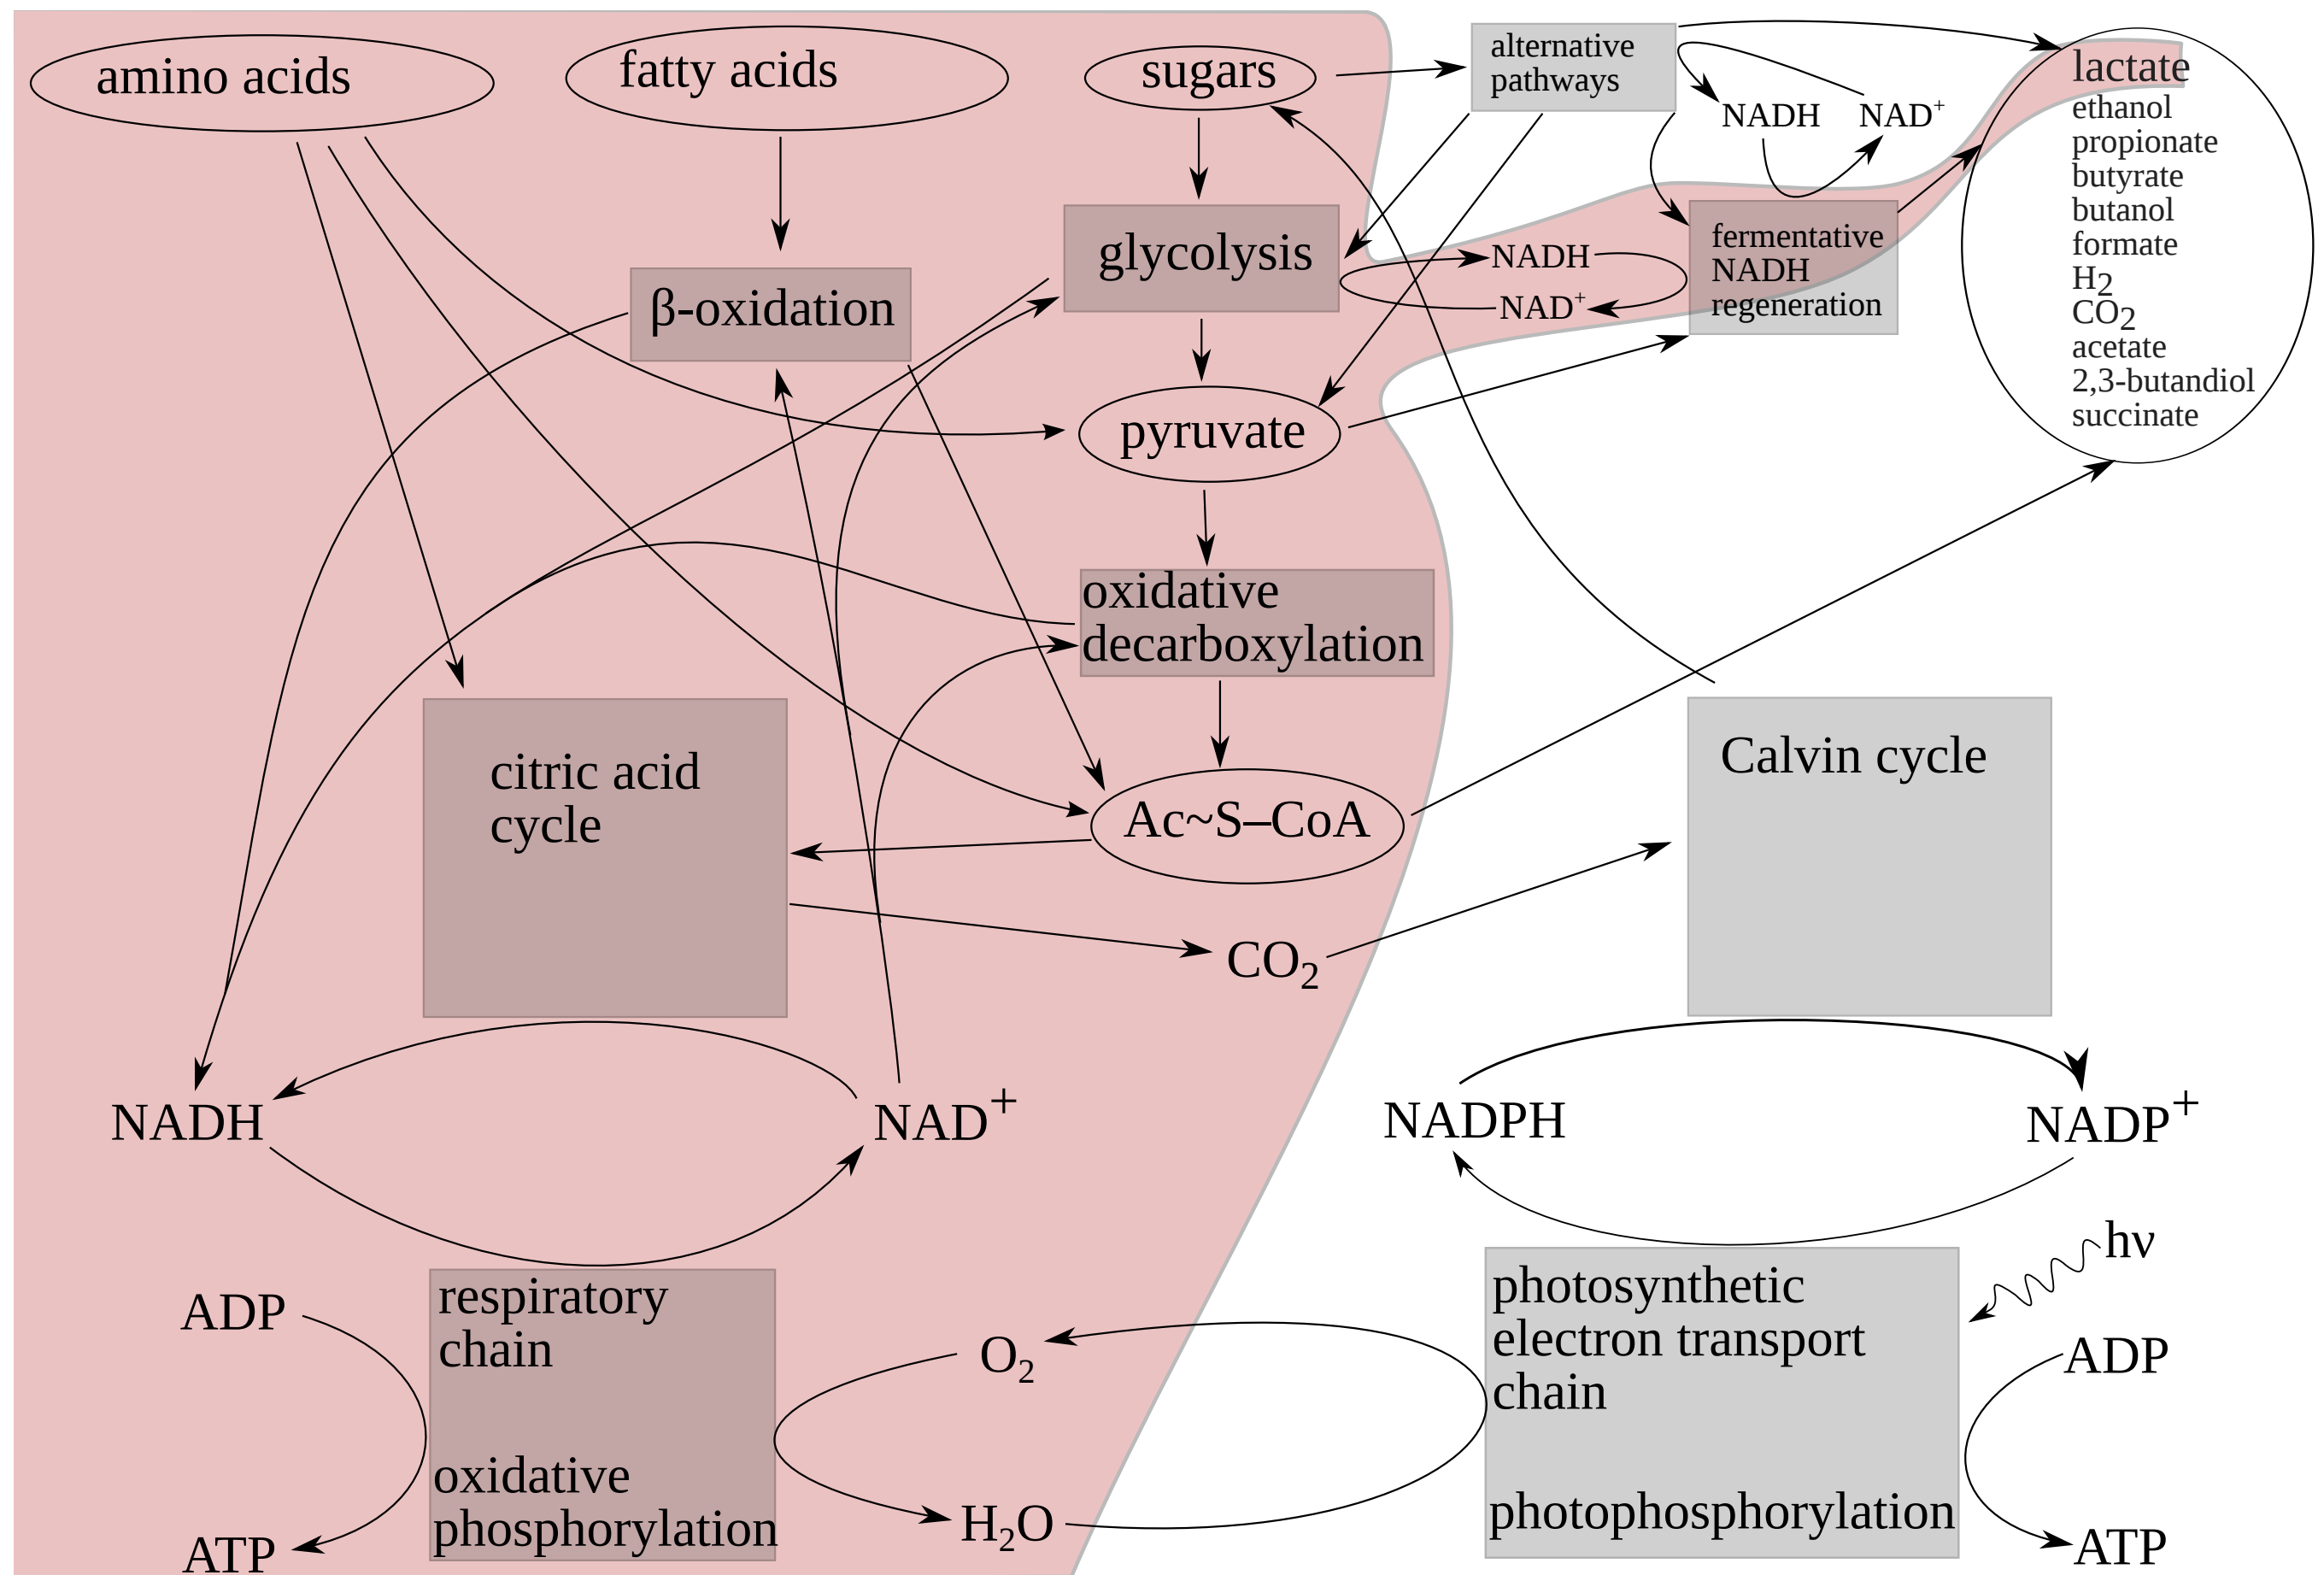 amino acids
fatty acids
sugars
alternative
pathways
NADH
NAD+
lactate
ethanol
propionate
butyrate
butanol
formate
H2
CO2
acetate
2,3-butandiol
succinate
β-oxidation
glycolysis
NADH
NAD+
fermentative
NADH
regeneration
pyruvate
oxidative
decarboxylation
citric acid
cycle
Ac~S–CoA
CO2
Calvin cycle
NADH
NAD+
NADPH
NADP+
hν
ADP
ATP
respiratory
chain
oxidative
phosphorylation
O2
H2O
photosynthetic
electron transport
chain
photophosphorylation
ADP
ATP